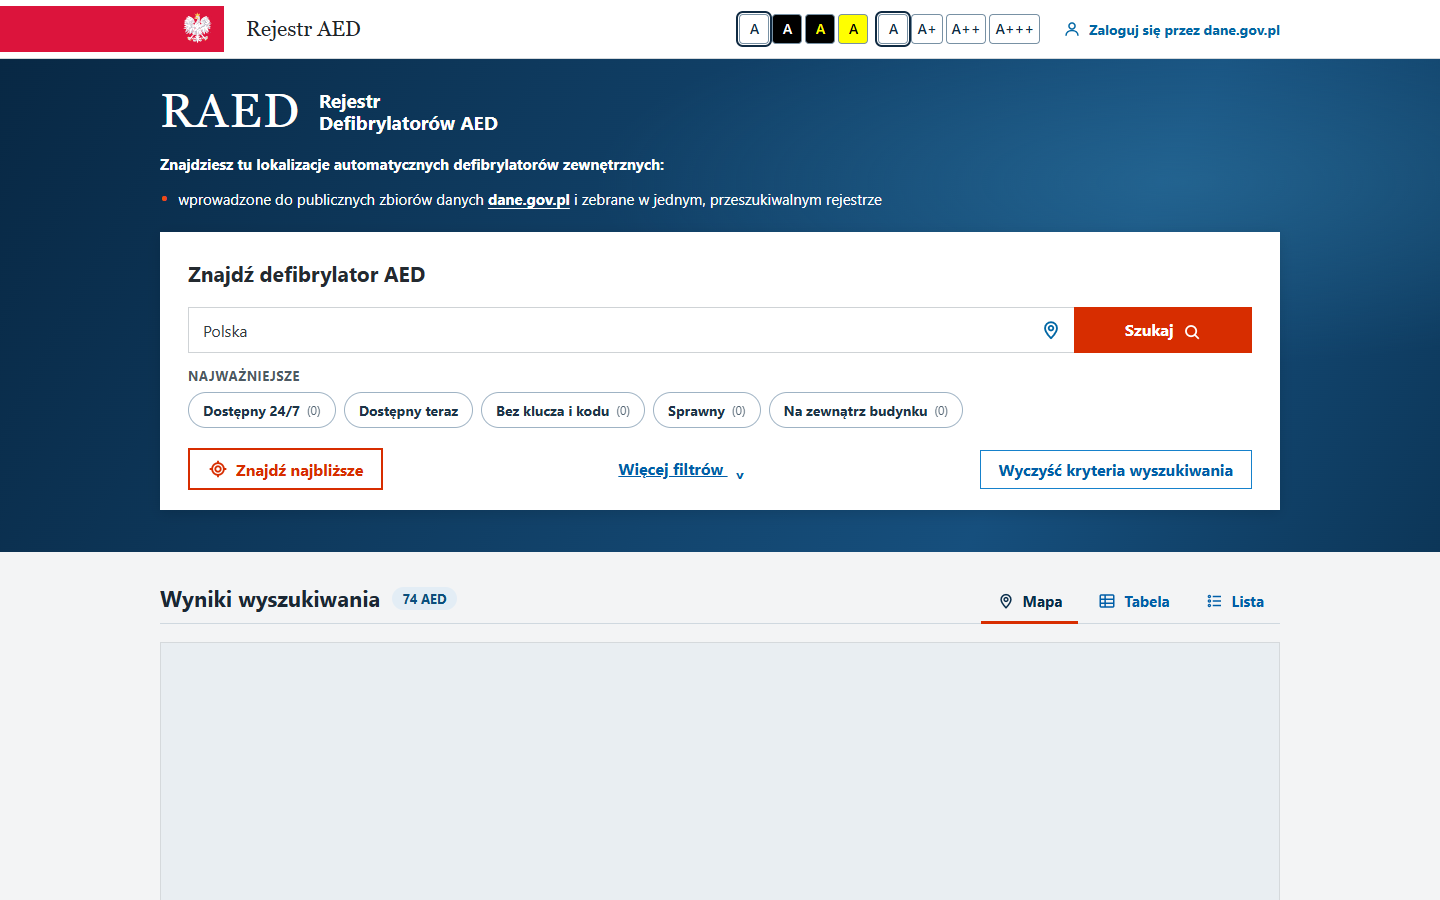 Rejestr AED
A A A A A A+ A++ A+++
Zaloguj się przez dane.gov.pl
RAED
Rejestr
Defibrylatorów AED
Znajdziesz tu lokalizacje automatycznych defibrylatorów zewnętrznych:
wprowadzone do publicznych zbiorów danych dane.gov.pl i zebrane w jednym, przeszukiwalnym rejestrze
Znajdź defibrylator AED
Polska
Szukaj
NAJWAŻNIEJSZE
Dostępny 24/7 (0) Dostępny teraz Bez klucza i kodu (0) Sprawny (0) Na zewnątrz budynku (0)
Znajdź najbliższe
Więcej filtrów
Wyczyść kryteria wyszukiwania
Wyniki wyszukiwania 74 AED
Mapa Tabela Lista